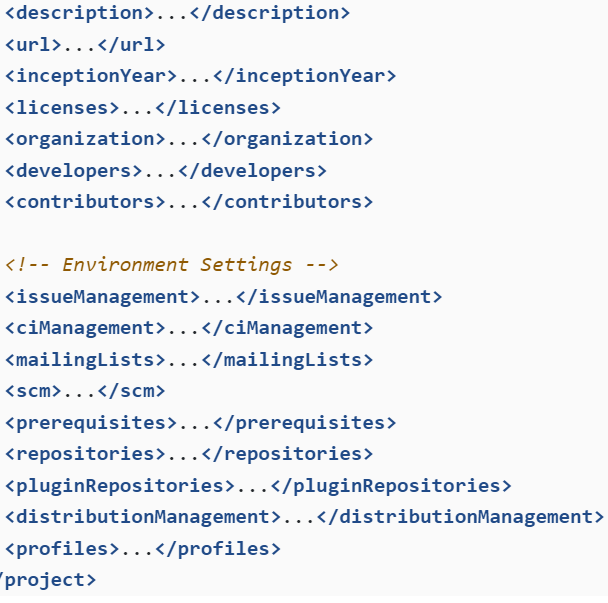 <description>...</description>
<url>...</url>
<inceptionYear>...</inceptionYear>
<licenses>...</licenses>
<organization>...</organization>
<developers>...</developers>
<contributors>...</contributors>
<!-- Environment Settings -->
<issueManagement>...</issueManagement>
<ciManagement>...</ciManagement>
<mailingLists>...</mailingLists>
<scm>...</scm>
<prerequisites>...</prerequisites>
<repositories>...</repositories>
<pluginRepositories>...</pluginRepositories>
<distributionManagement>...</distributionManagement>
<profiles>...</profiles>
/project>